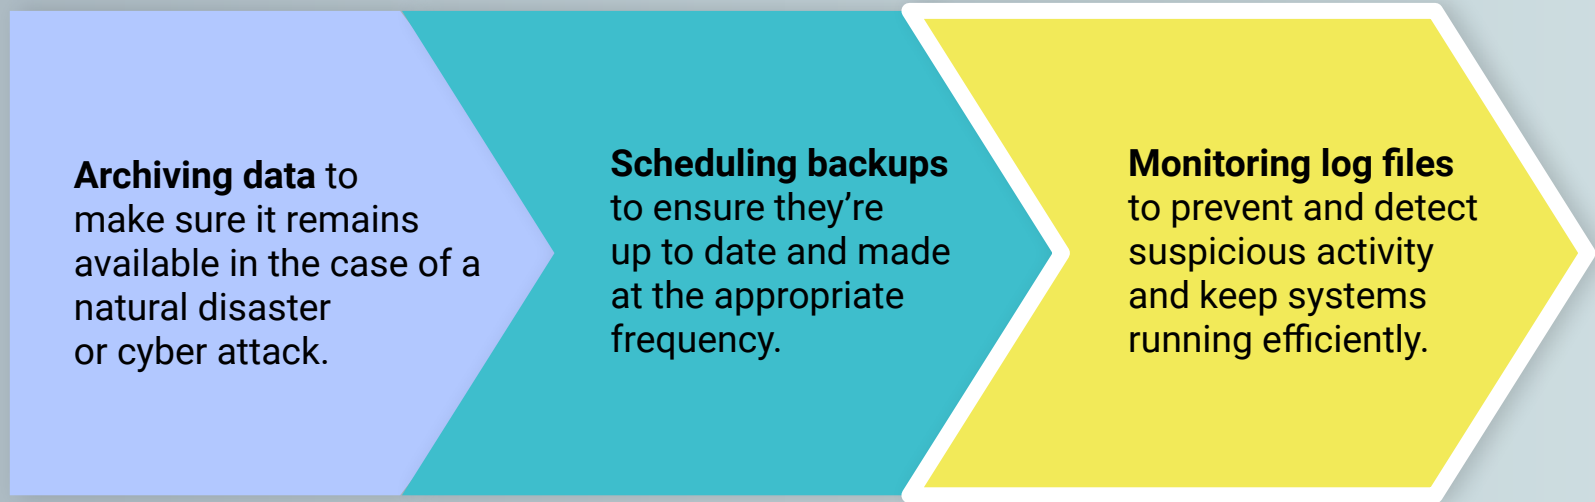 Archiving data to
make sure it remains
available in the case of a
natural disaster
or cyber attack.
Scheduling backups
to ensure they're
up to date and made
at the appropriate
frequency.
Monitoring log files
to prevent and detect
suspicious activity
and keep systems
running efficiently.